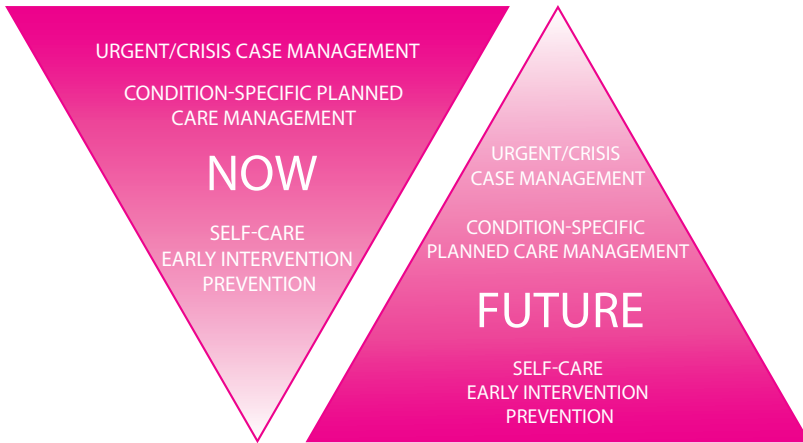 URGENT/CRISIS CASE MANAGEMENT
CONDITION-SPECIFIC PLANNED
CARE MANAGEMENT
NOW
SELF-CARE
EARLY INTERVENTION
PREVENTION
URGENT/CRISIS
CASE MANAGEMENT
CONDITION-SPECIFIC
PLANNED CARE MANAGEMENT
FUTURE
SELF-CARE
EARLY INTERVENTION
PREVENTION